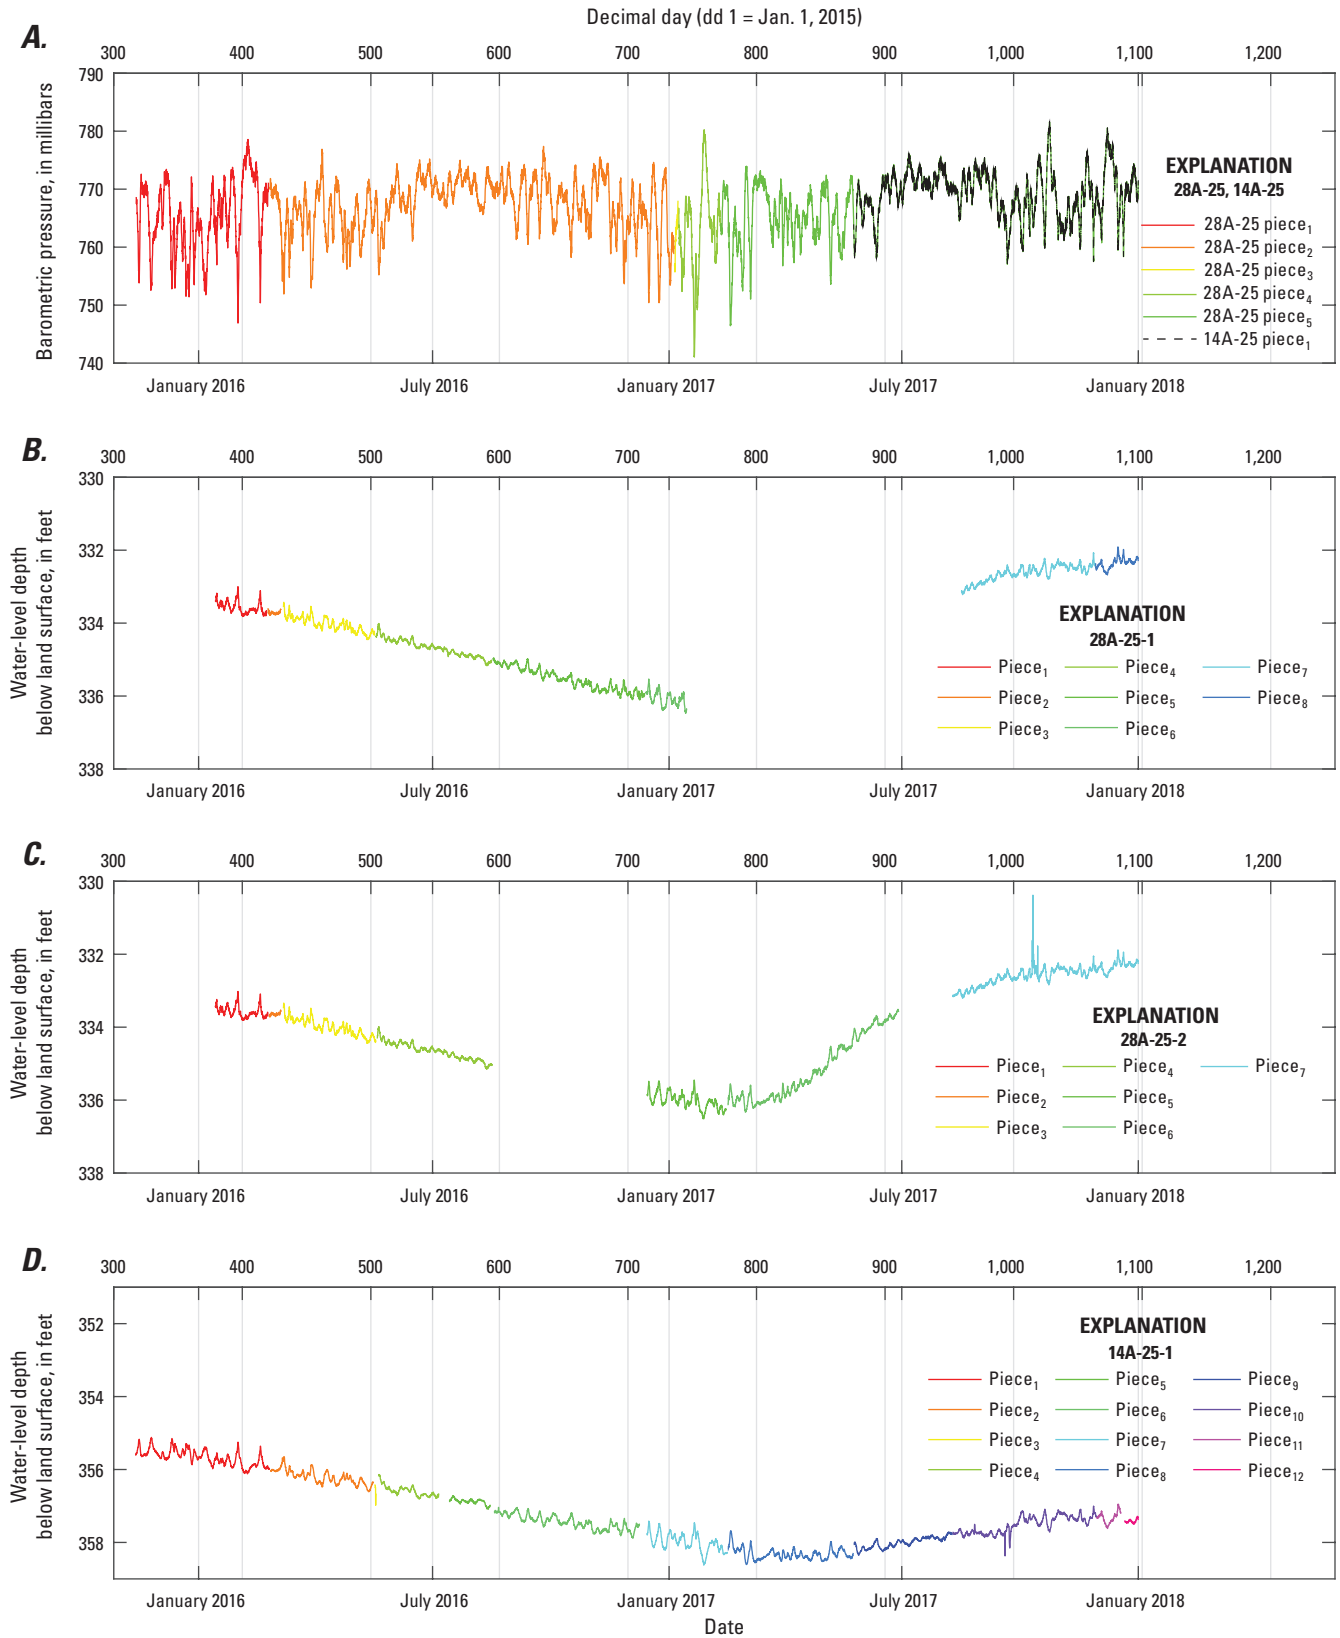 Decimal day (dd 1 = Jan. 1, 2015)
A.
300 400 500 600 700 800 900 1,000 1,100 1,200
Barometric pressure, in millibars
790
780
770
760
750
740
EXPLANATION
28A-25, 14A-25
28A-25 piece₁
28A-25 piece₂
28A-25 piece₃
28A-25 piece₄
28A-25 piece₅
14A-25 piece₁
January 2016 July 2016 January 2017 July 2017 January 2018
B.
300 400 500 600 700 800 900 1,000 1,100 1,200
Water-level depth
below land surface, in feet
330
332
334
336
338
EXPLANATION
28A-25-1
Piece₁ Piece₄ Piece₇
Piece₂ Piece₅ Piece₈
Piece₃ Piece₆
January 2016 July 2016 January 2017 July 2017 January 2018
C.
300 400 500 600 700 800 900 1,000 1,100 1,200
Water-level depth
below land surface, in feet
330
332
334
336
338
EXPLANATION
28A-25-2
Piece₁ Piece₄ Piece₇
Piece₂ Piece₅
Piece₃ Piece₆
January 2016 July 2016 January 2017 July 2017 January 2018
D.
300 400 500 600 700 800 900 1,000 1,100 1,200
Water-level depth
below land surface, in feet
352
354
356
358
EXPLANATION
14A-25-1
Piece₁ Piece₅ Piece₉
Piece₂ Piece₆ Piece₁₀
Piece₃ Piece₇ Piece₁₁
Piece₄ Piece₈ Piece₁₂
January 2016 July 2016 January 2017 July 2017 January 2018
Date